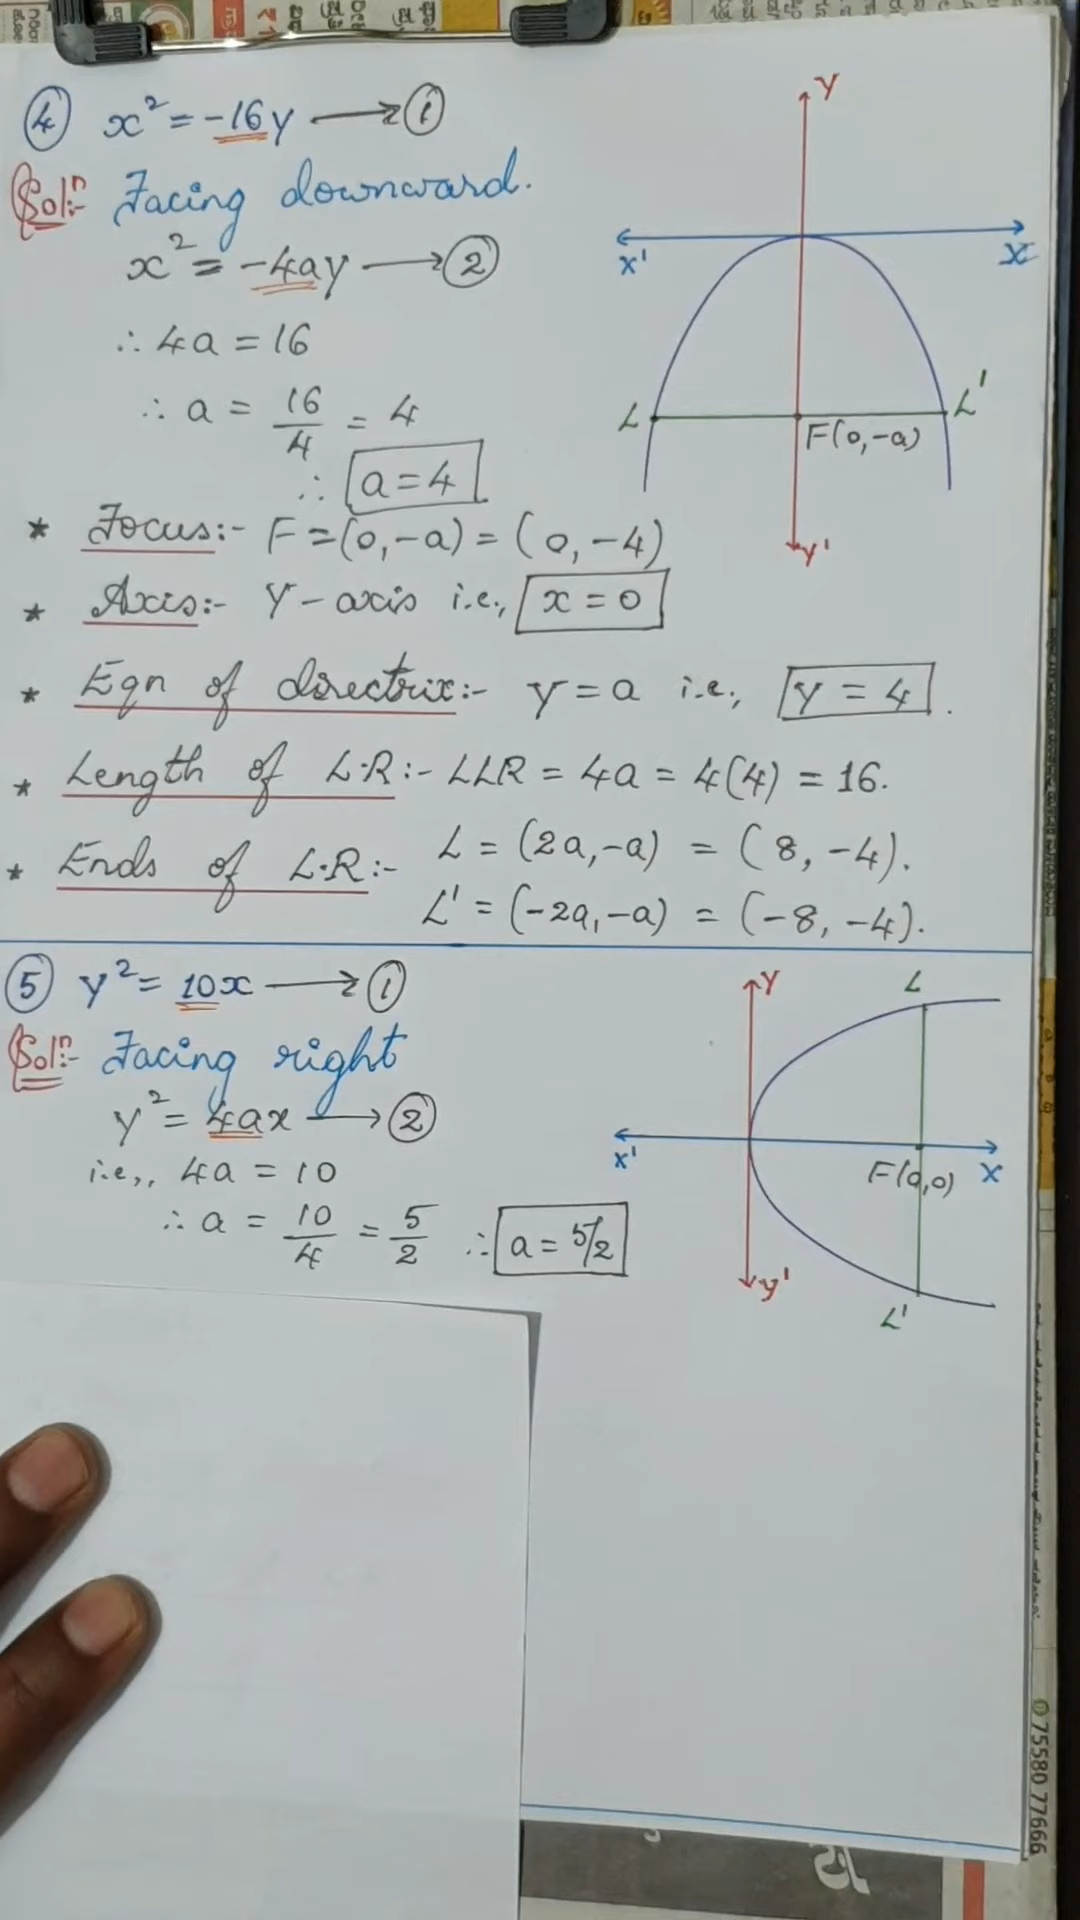 ④ x² = -16y ⟶ ①
Solⁿ:- Facing downward.
x² = -4ay ⟶ ②
∴ 4a = 16
∴ a = 16/4 = 4
∴ a = 4
* Focus:- F = (0, -a) = (0, -4)
* Axis:- Y-axis i.e., x = 0
* Eqn of directrix:- y = a i.e., y = 4.
* Length of L.R:- LLR = 4a = 4(4) = 16.
* Ends of L.R:- L = (2a, -a) = (8, -4).
L' = (-2a, -a) = (-8, -4).
Y
X'
X
L
L'
F(0, -a)
Y'
⑤ y² = 10x ⟶ ①
Solⁿ:- Facing right
y² = 4ax ⟶ ②
i.e., 4a = 10
∴ a = 10/4 = 5/2 ∴ a = 5/2
Y
L
X'
F(a,0)
X
Y'
L'
75580 77666